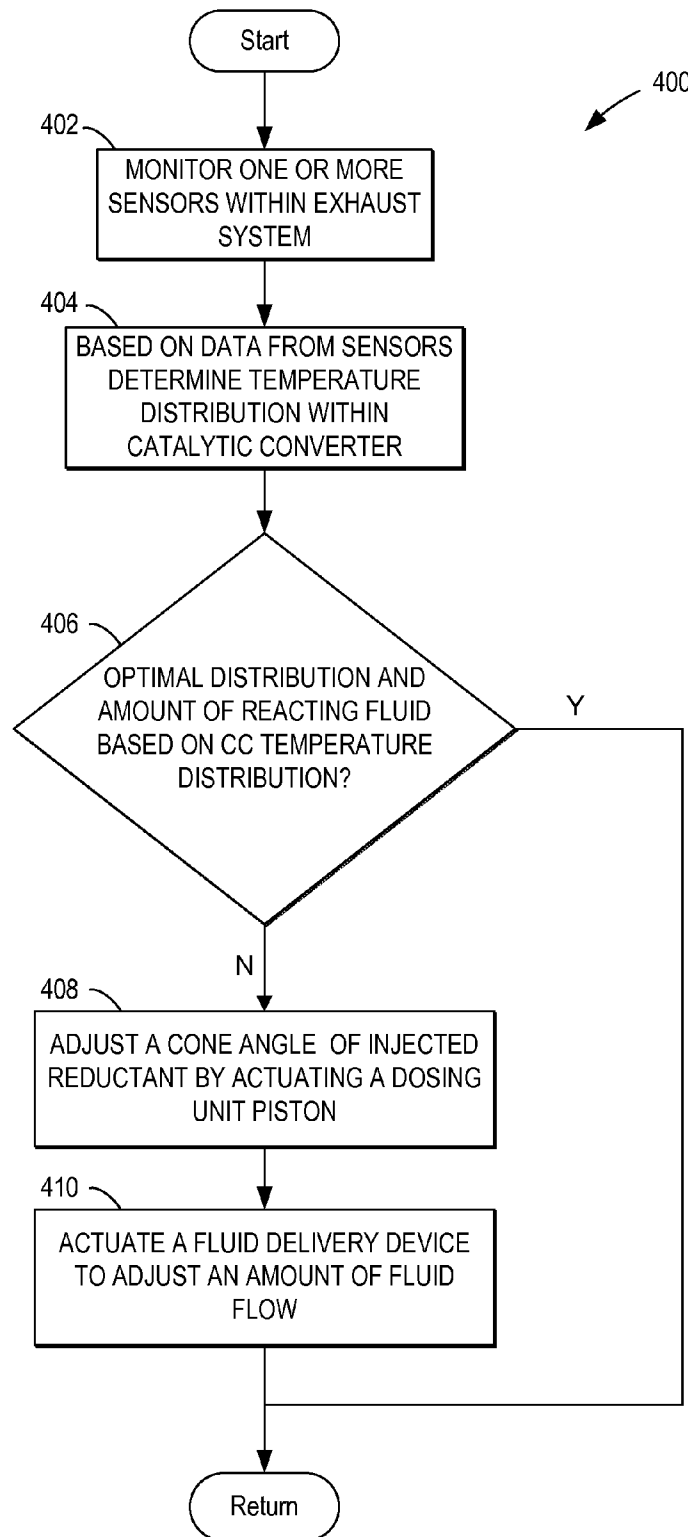 Start
400
402
MONITOR ONE OR MORE
SENSORS WITHIN EXHAUST
SYSTEM
404
BASED ON DATA FROM SENSORS
DETERMINE TEMPERATURE
DISTRIBUTION WITHIN
CATALYTIC CONVERTER
406
OPTIMAL DISTRIBUTION AND
AMOUNT OF REACTING FLUID
BASED ON CC TEMPERATURE
DISTRIBUTION?
Y
N
408
ADJUST A CONE ANGLE OF INJECTED
REDUCTANT BY ACTUATING A DOSING
UNIT PISTON
410
ACTUATE A FLUID DELIVERY DEVICE
TO ADJUST AN AMOUNT OF FLUID
FLOW
Return